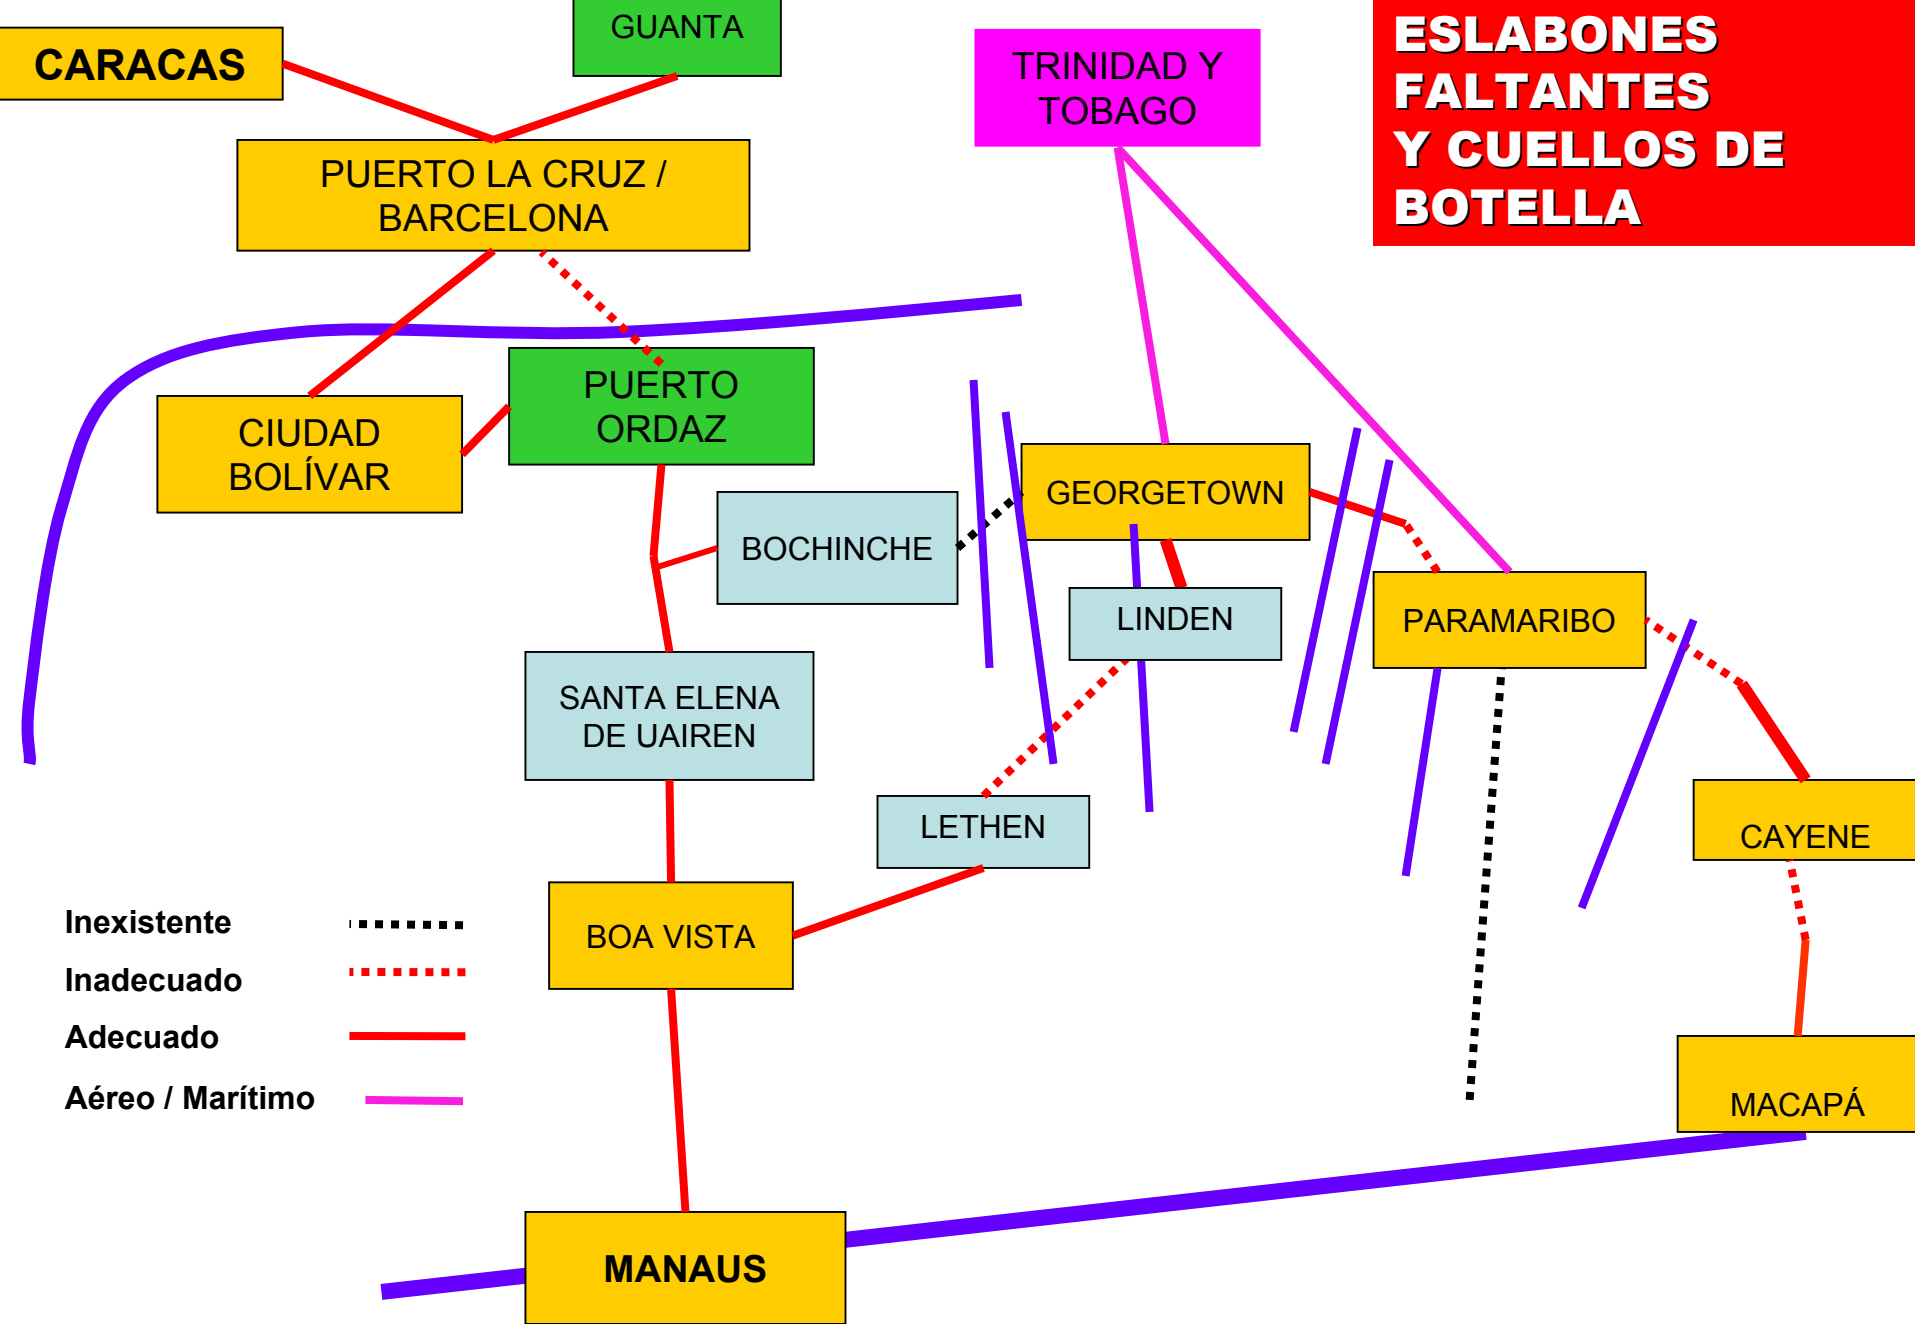 GUANTA
CARACAS
TRINIDAD Y
TOBAGO
ESLABONES
FALTANTES
Y CUELLOS DE
BOTELLA
PUERTO LA CRUZ /
BARCELONA
PUERTO
ORDAZ
CIUDAD
BOLÍVAR
GEORGETOWN
BOCHINCHE
LINDEN
PARAMARIBO
SANTA ELENA
DE UAIREN
LETHEN
CAYENE
BOA VISTA
Inexistente
Inadecuado
Adecuado
Aéreo / Marítimo
MACAPÁ
MANAUS